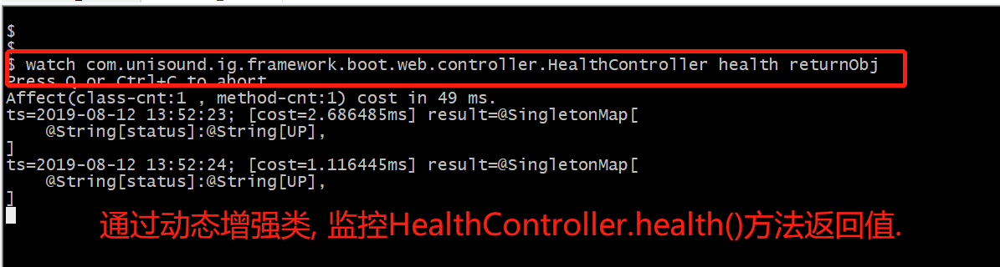 $
$
$ watch com.unisound.ig.framework.boot.web.controller.HealthController health returnObj
Press Q or Ctrl+C to abort
Affect(class-cnt:1 , method-cnt:1) cost in 49 ms.
ts=2019-08-12 13:52:23; [cost=2.686485ms] result=@SingletonMap[
    @String[status]:@String[UP],
]
ts=2019-08-12 13:52:24; [cost=1.116445ms] result=@SingletonMap[
    @String[status]:@String[UP],
]
通过动态增强类, 监控HealthController.health()方法返回值.